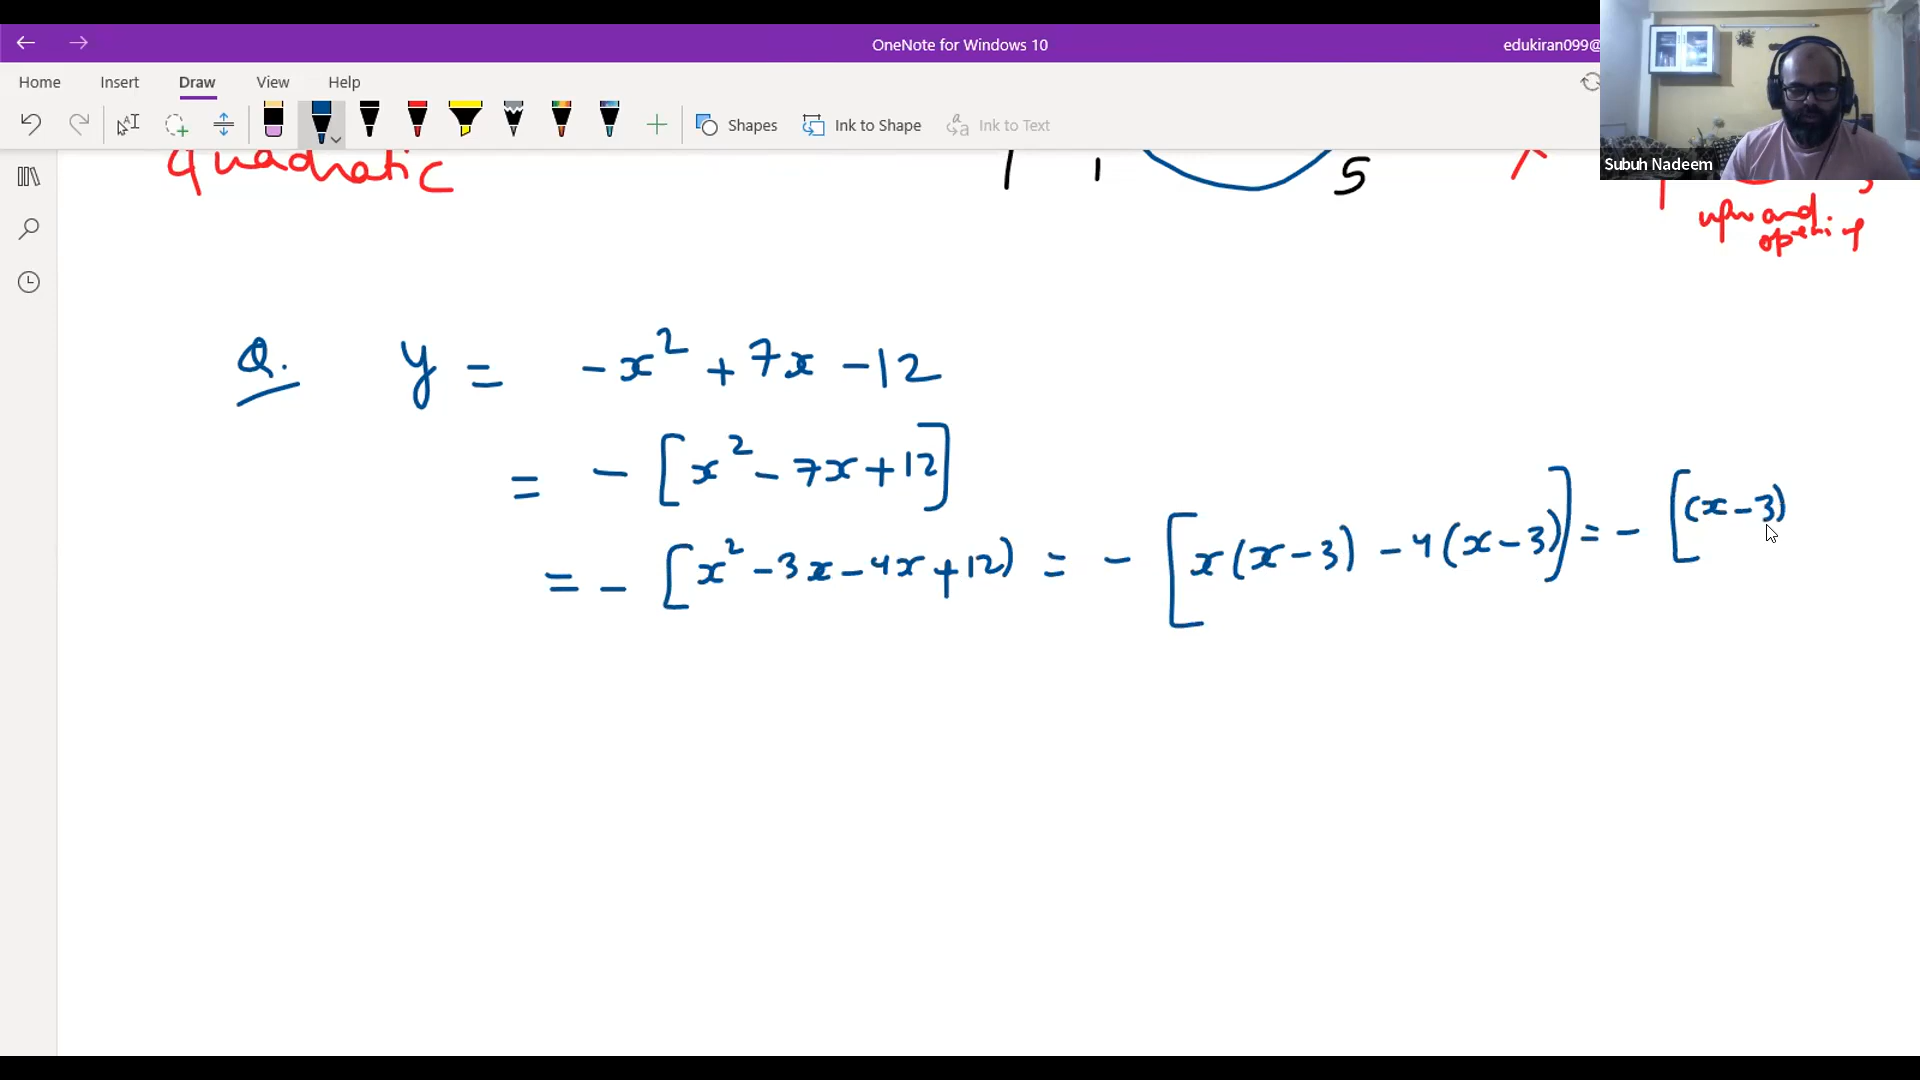 OneNote for Windows 10
edukiran099@
Home Insert Draw View Help
Shapes Ink to Shape Ink to Text
Subuh Nadeem
quadratic
1 5
upward
opening
Q. y = -x² + 7x - 12
= - [x² - 7x + 12]
= - [x² - 3x - 4x + 12) = - [x(x - 3) - 4(x - 3)] = - [(x - 3)